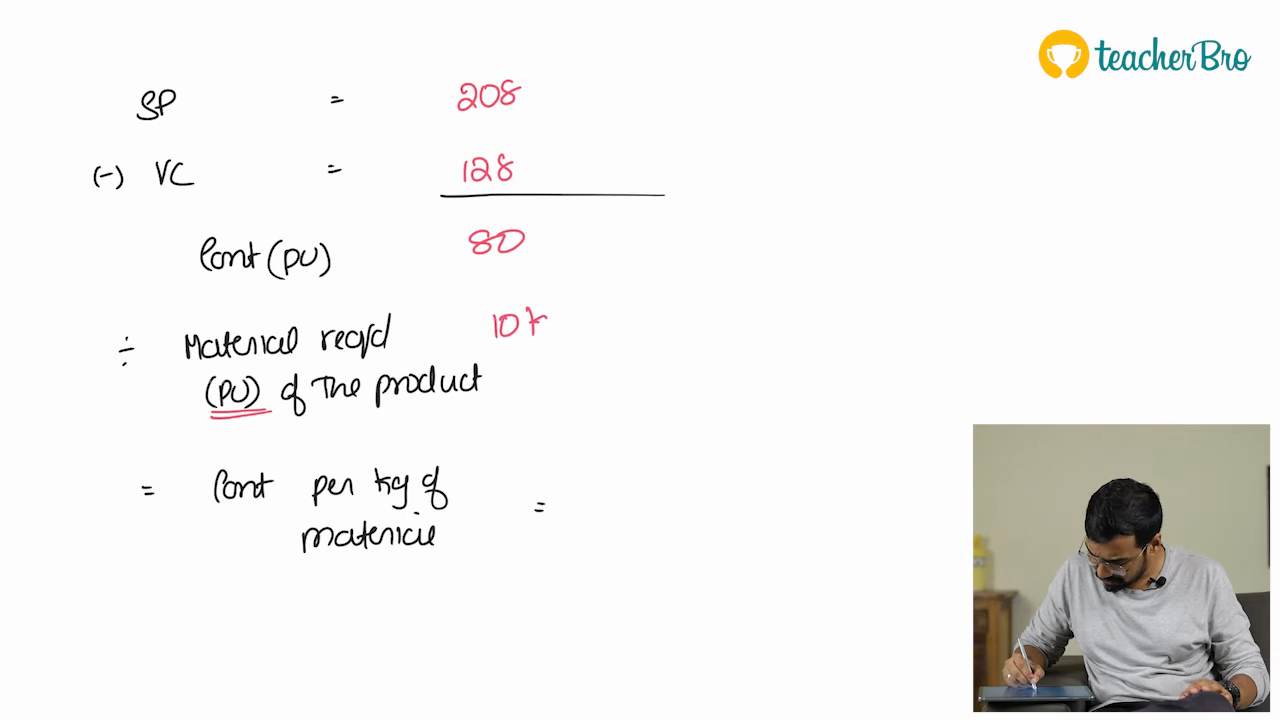 teacherBro
SP = 208
(-) VC = 128
Cont (PU) 80
÷ Material reqd 10 k
(PU) of The product
= Cont per kg of =
material